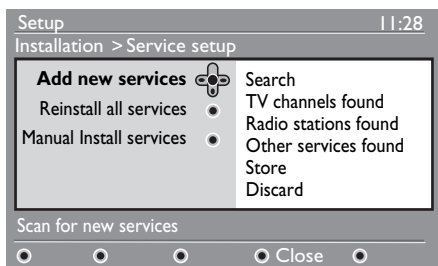 Setup 11:28
Installation > Service setup
Add new services
Reinstall all services
Manual Install services
Search
TV channels found
Radio stations found
Other services found
Store
Discard
Scan for new services
Close